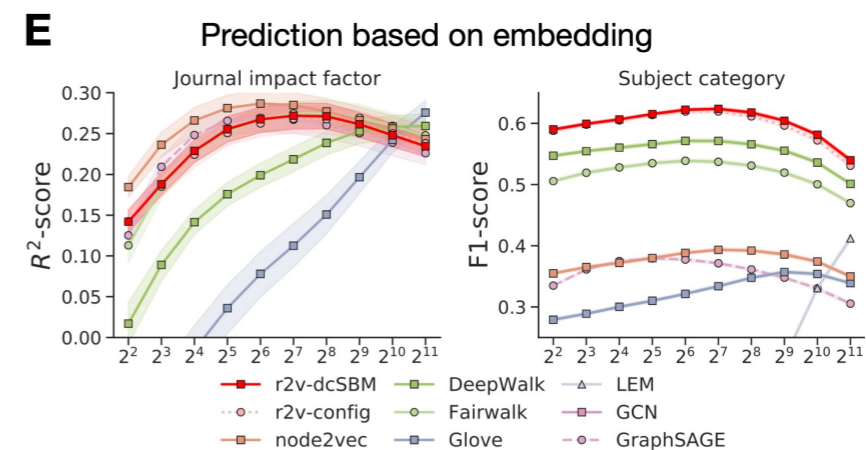 E
Prediction based on embedding
Journal impact factor
R²-score
0.30
0.25
0.20
0.15
0.10
0.05
0.00
2² 2³ 2⁴ 2⁵ 2⁶ 2⁷ 2⁸ 2⁹ 2¹⁰ 2¹¹
Subject category
F1-score
0.6
0.5
0.4
0.3
2² 2³ 2⁴ 2⁵ 2⁶ 2⁷ 2⁸ 2⁹ 2¹⁰ 2¹¹
r2v-dcSBM DeepWalk LEM
r2v-config Fairwalk GCN
node2vec Glove GraphSAGE